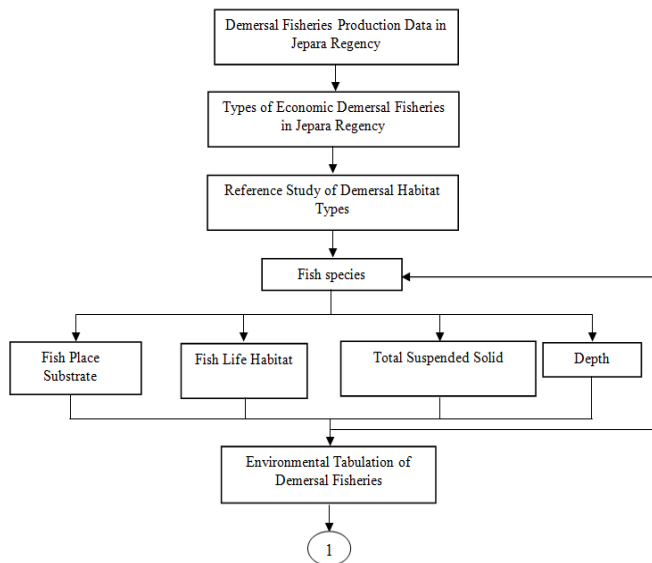 Demersal Fisheries Production Data in
Jepara Regency
Types of Economic Demersal Fisheries
in Jepara Regency
Reference Study of Demersal Habitat
Types
Fish species
Fish Place
Substrate
Fish Life Habitat
Total Suspended Solid
Depth
Environmental Tabulation of
Demersal Fisheries
1